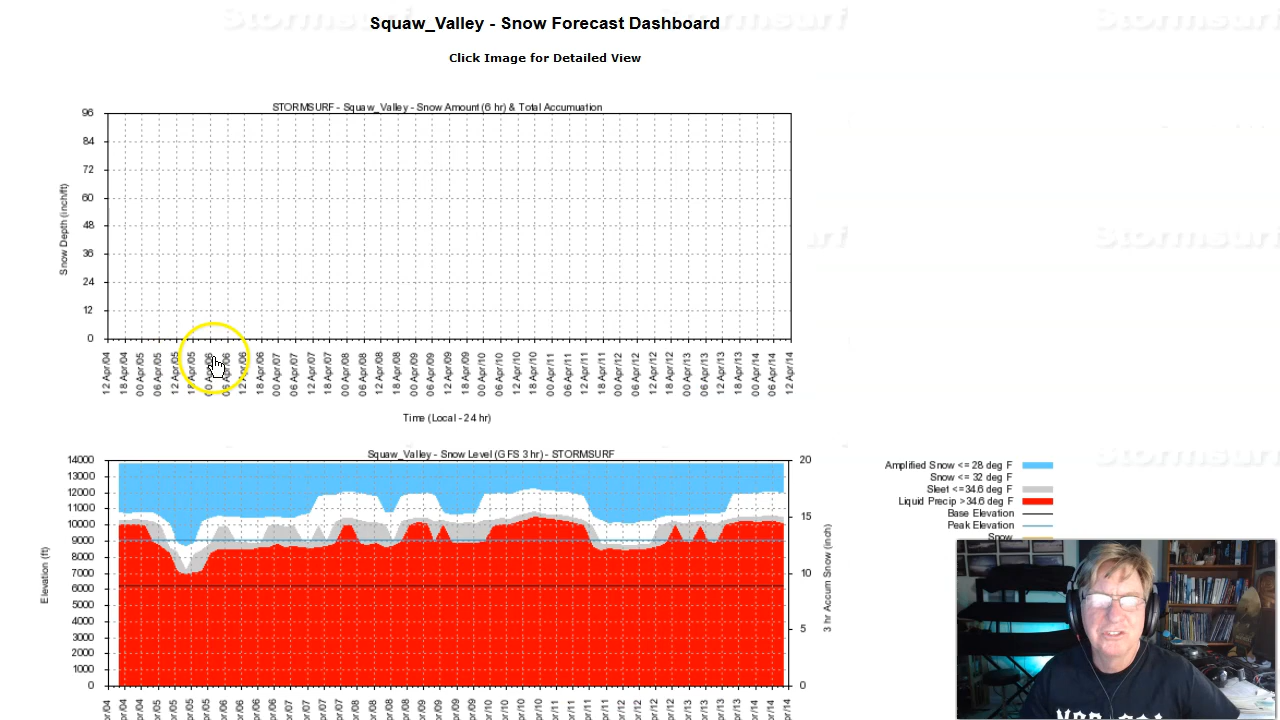 Squaw_Valley - Snow Forecast Dashboard
Click Image for Detailed View
STORMSURF - Squaw_Valley - Snow Amount (6 hr) & Total Accumuation
96
84
72
60
48
36
24
12
0
Snow Depth (inch/ft)
12 Apr/04
18 Apr/04
00 Apr/05
06 Apr/05
12 Apr/05
18 Apr/05
12 Apr/06
18 Apr/06
00 Apr/07
06 Apr/07
12 Apr/07
18 Apr/07
00 Apr/08
06 Apr/08
12 Apr/08
18 Apr/08
00 Apr/09
06 Apr/09
12 Apr/09
18 Apr/09
00 Apr/10
06 Apr/10
12 Apr/10
18 Apr/10
00 Apr/11
06 Apr/11
12 Apr/11
18 Apr/11
00 Apr/12
06 Apr/12
12 Apr/12
18 Apr/12
00 Apr/13
06 Apr/13
12 Apr/13
18 Apr/13
00 Apr/14
06 Apr/14
12 Apr/14
Time (Local - 24 hr)
Squaw_Valley - Snow Level (GFS 3 hr) - STORMSURF
14000
13000
12000
11000
10000
9000
8000
7000
6000
5000
4000
3000
2000
1000
0
Elevation (ft)
20
15
10
5
0
3 hr Accum Snow (inch)
Amplified Snow <= 28 deg F
Snow <= 32 deg F
Sleet <=34.6 deg F
Liquid Precip >34.6 deg F
Base Elevation
Peak Elevation
Snow
Stormsurf
Stormsurf
Stormsurf